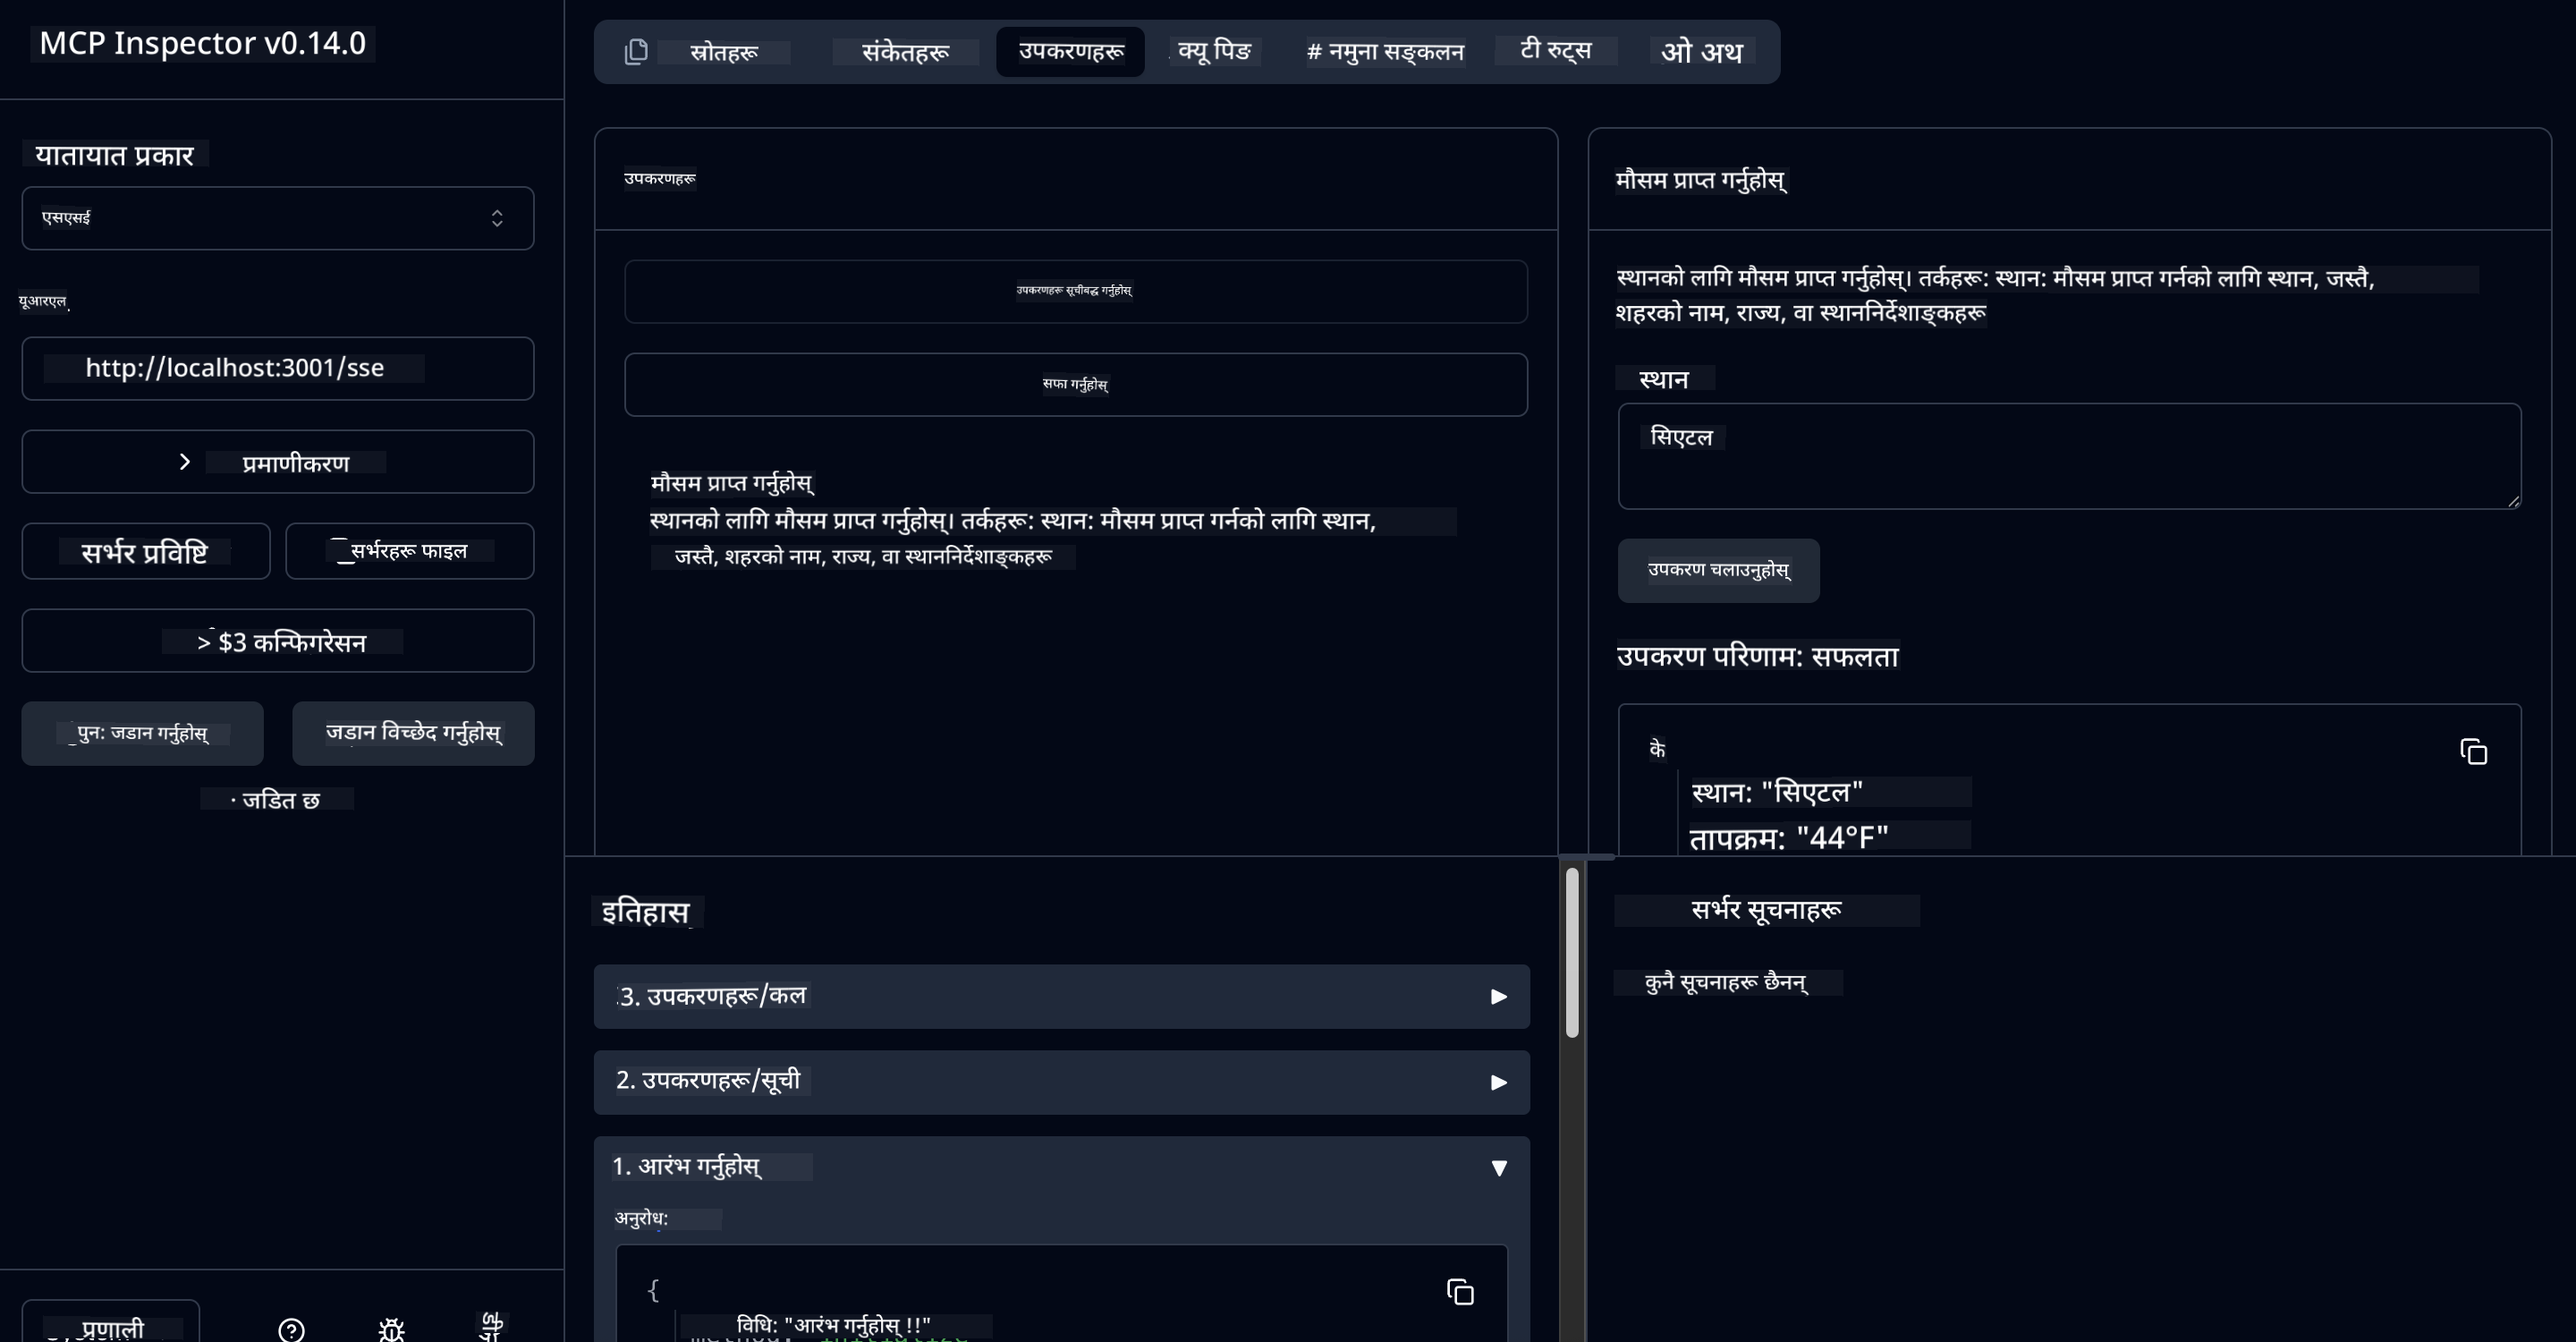 MCP Inspector v0.14.0
यातायात प्रकार
एसएसई
यूआरएल
http://localhost:3001/sse
प्रमाणीकरण
सर्भर प्रविष्टि
सर्भरहरू फाइल
> $3 कन्फिगरेसन
पुन: जडान गर्नुहोस्
जडान विच्छेद गर्नुहोस्
· जडित छ
प्रणाली
स्रोतहरू
संकेतहरू
उपकरणहरू
क्यू पिङ
# नमुना सङ्कलन
टी रुट्स
ओ अथ
उपकरणहरू
उपकरणहरू सूचीबद्ध गर्नुहोस्
सफा गर्नुहोस्
मौसम प्राप्त गर्नुहोस्
स्थानको लागि मौसम प्राप्त गर्नुहोस्। तर्कहरू: स्थान: मौसम प्राप्त गर्नको लागि स्थान,
जस्तै, शहरको नाम, राज्य, वा स्थाननिर्देशाङ्कहरू
मौसम प्राप्त गर्नुहोस्
स्थानको लागि मौसम प्राप्त गर्नुहोस्। तर्कहरू: स्थान: मौसम प्राप्त गर्नको लागि स्थान, जस्तै,
शहरको नाम, राज्य, वा स्थाननिर्देशाङ्कहरू
स्थान
सिएटल
उपकरण चलाउनुहोस्
उपकरण परिणाम: सफलता
के
स्थान: "सिएटल"
तापक्रम: "44°F"
इतिहास
3. उपकरणहरू/कल
2. उपकरणहरू/सूची
1. आरंभ गर्नुहोस्
अनुरोध:
{
विधि: "आरंभ गर्नुहोस् !!"
सर्भर सूचनाहरू
कुनै सूचनाहरू छैनन्